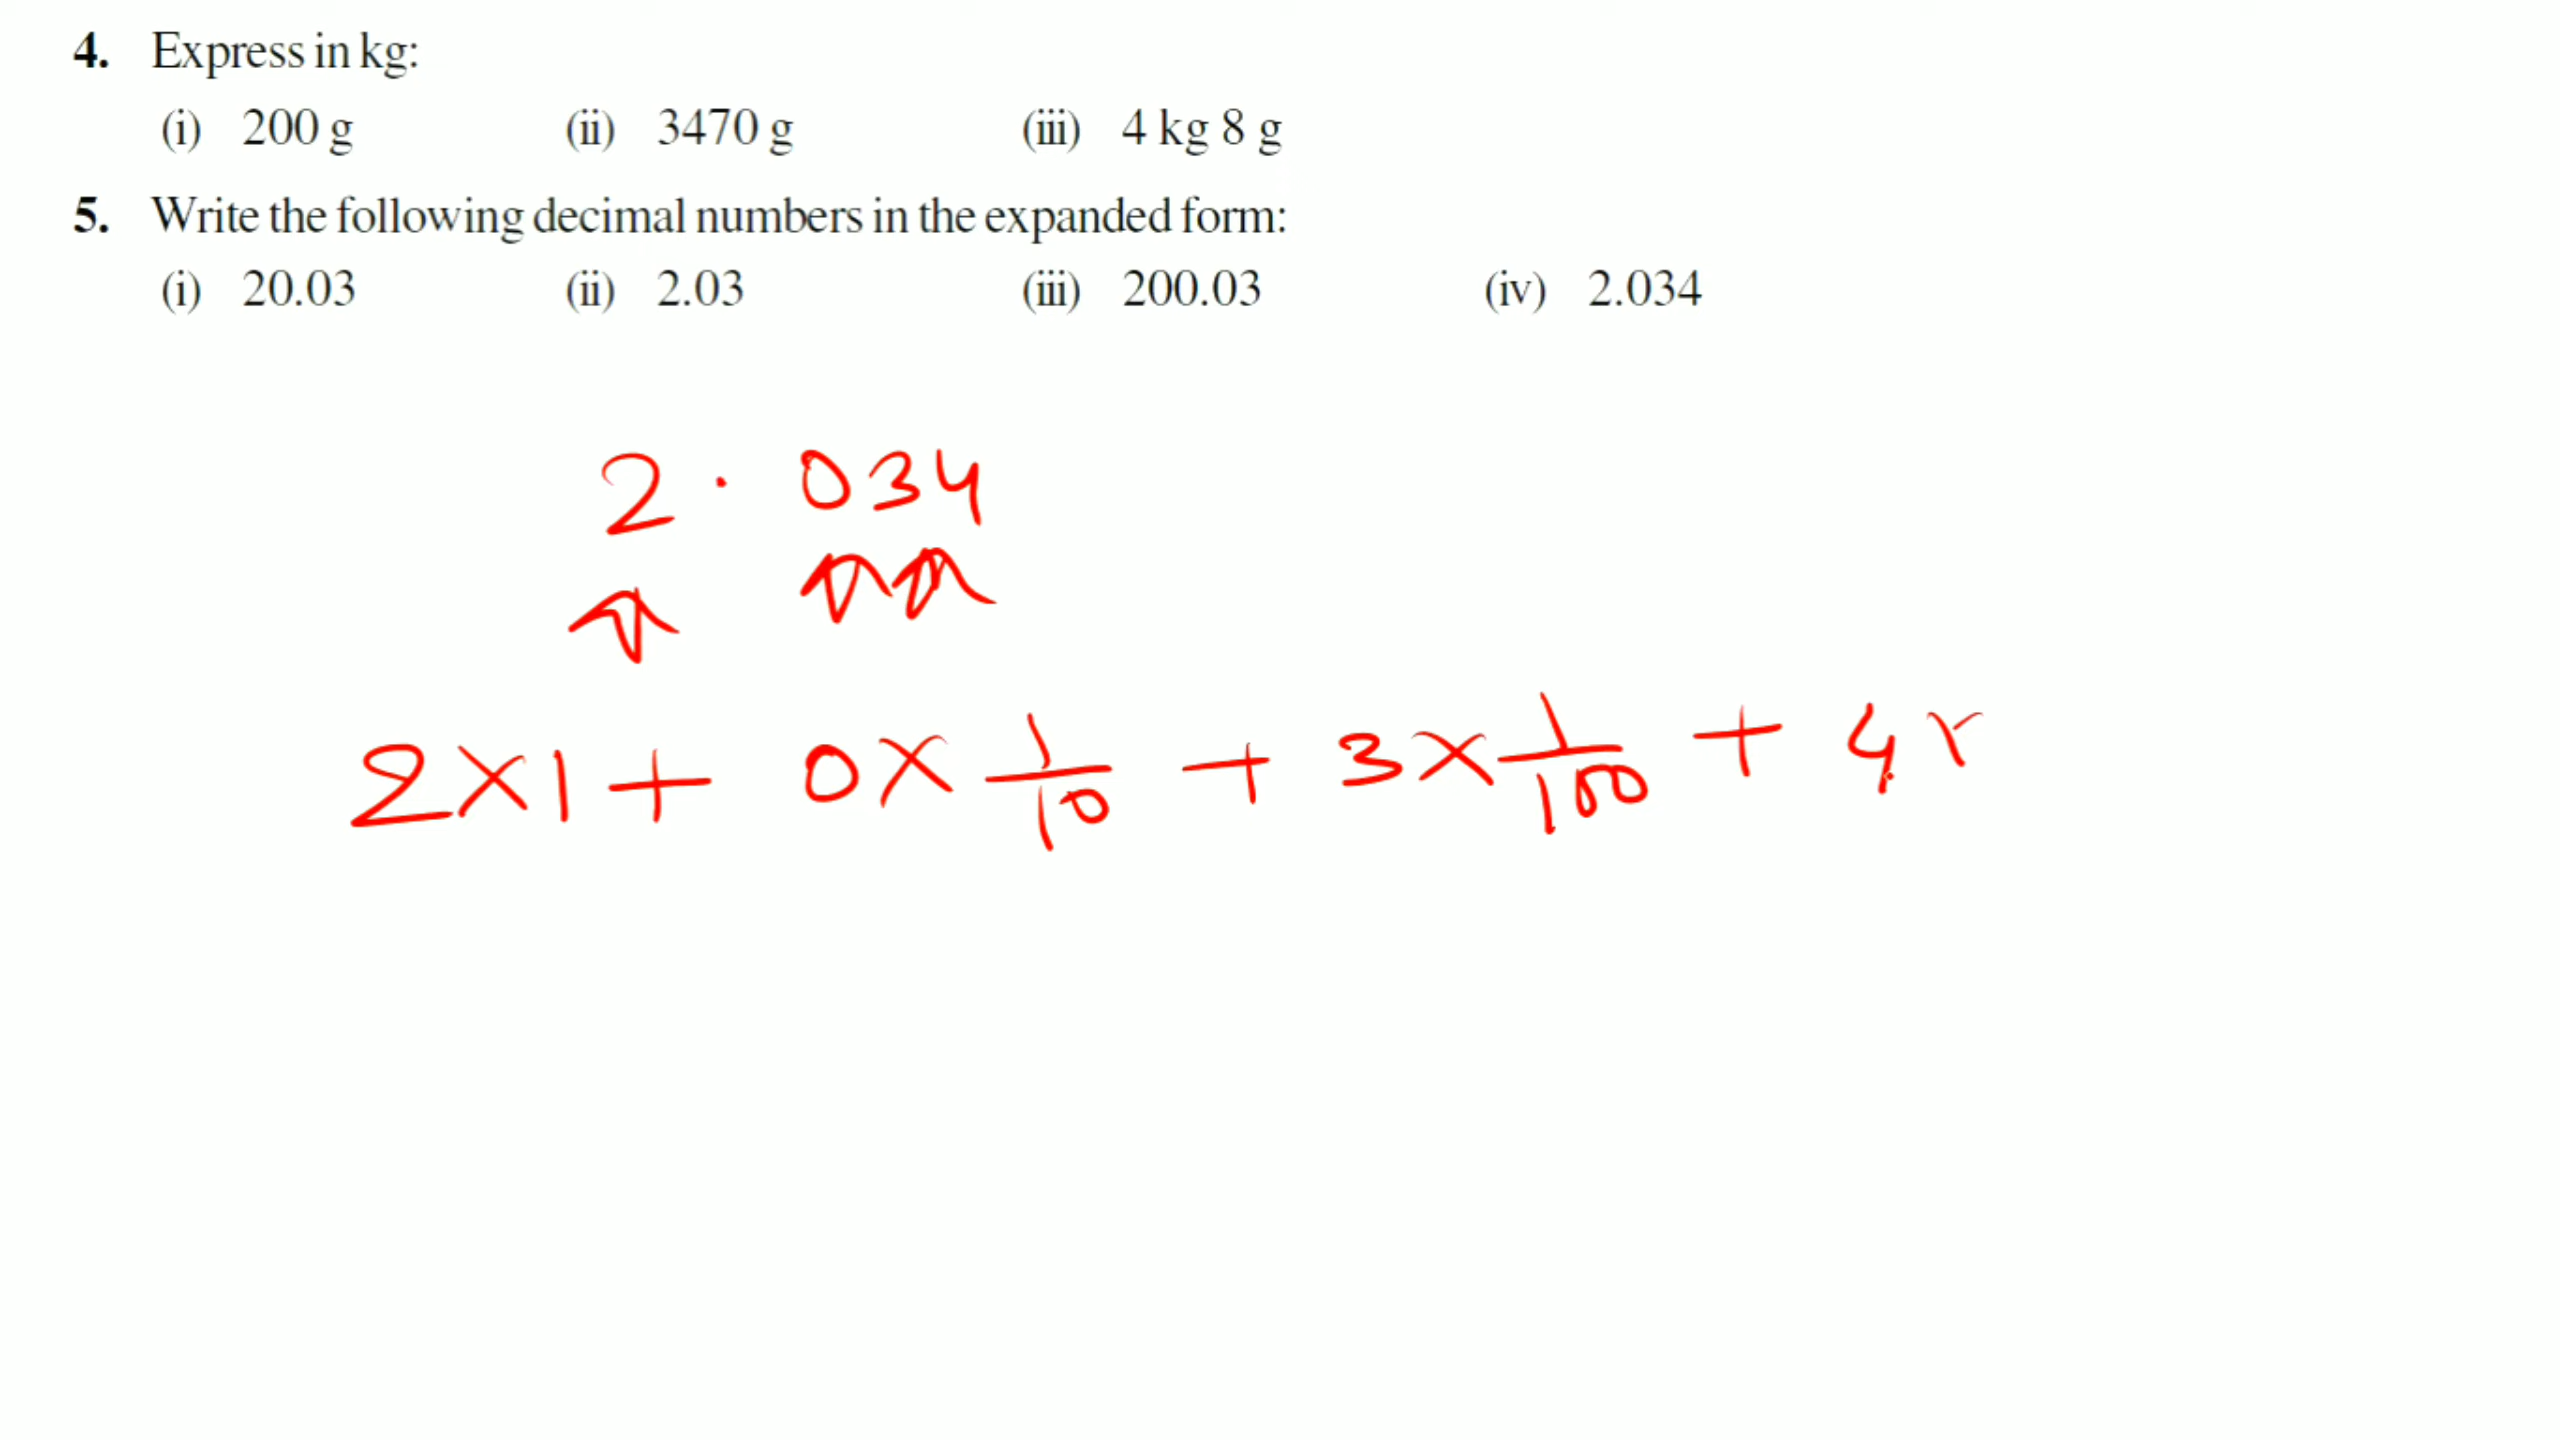 4. Express in kg:
(i) 200 g (ii) 3470 g (iii) 4 kg 8 g
5. Write the following decimal numbers in the expanded form:
(i) 20.03 (ii) 2.03 (iii) 200.03 (iv) 2.034
2 . 034
2 × 1 + 0 × 1/10 + 3 × 1/100 + 4 ×